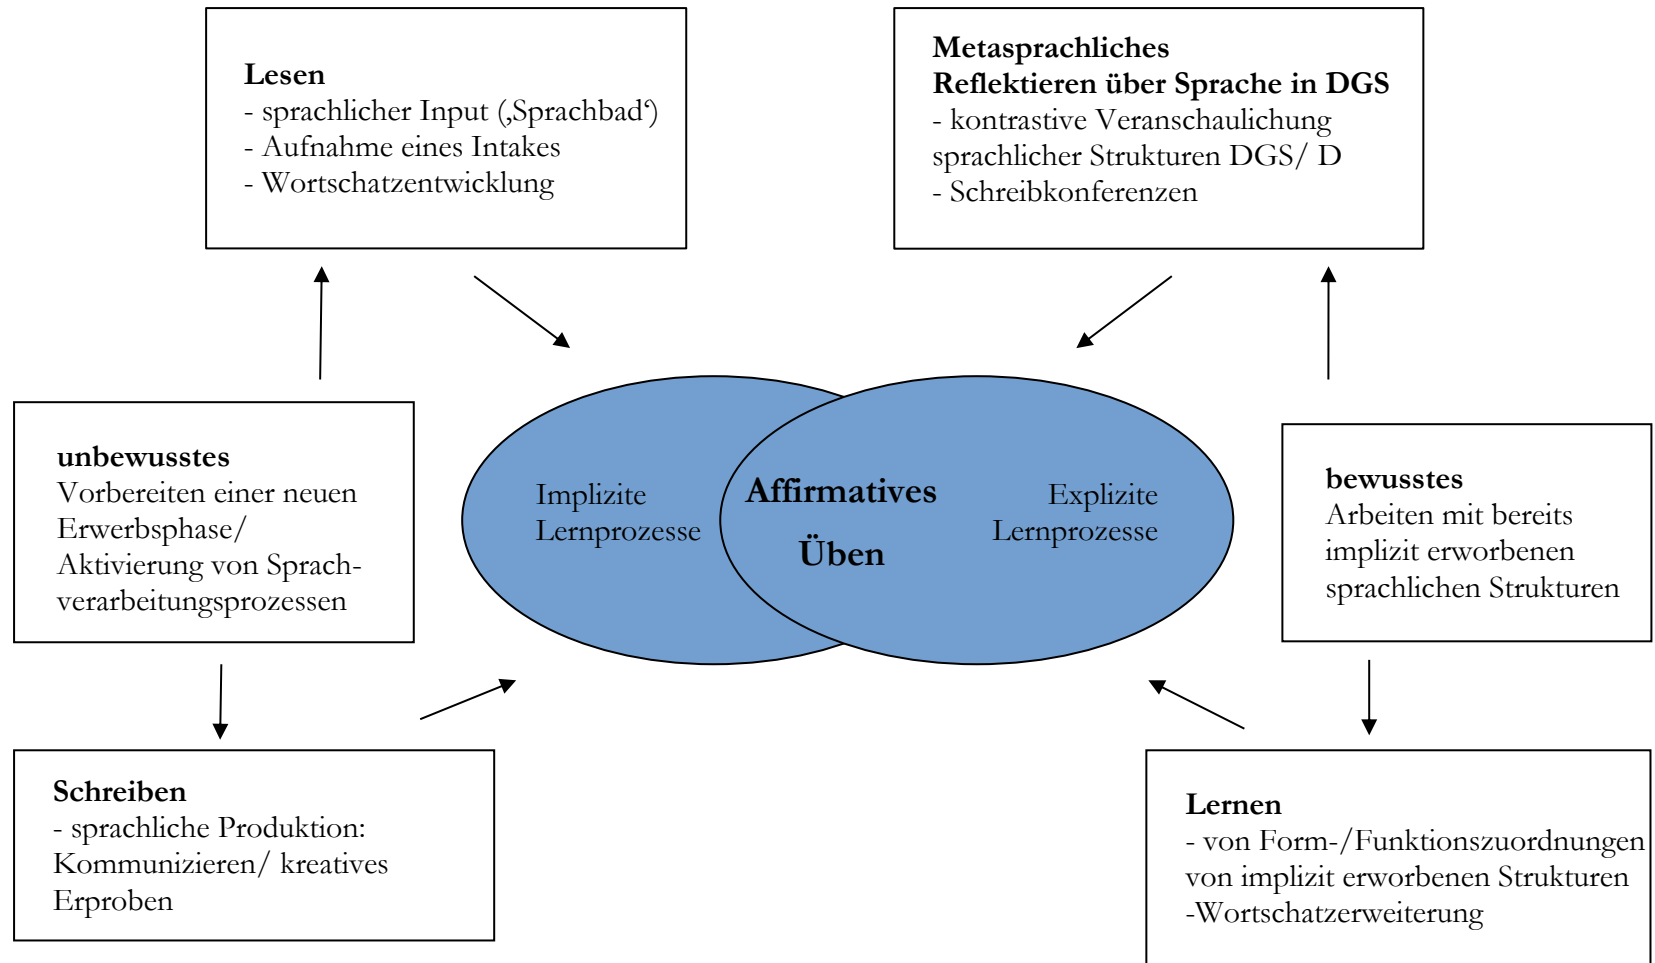 Lesen
- sprachlicher Input (‚Sprachbad‘)
- Aufnahme eines Intakes
- Wortschatzentwicklung
Metasprachliches
Reflektieren über Sprache in DGS
- kontrastive Veranschaulichung
sprachlicher Strukturen DGS/ D
- Schreibkonferenzen
unbewusstes
Vorbereiten einer neuen
Erwerbsphase/
Aktivierung von Sprach-
verarbeitungsprozessen
Implizite
Lernprozesse
Affirmatives
Üben
Explizite
Lernprozesse
bewusstes
Arbeiten mit bereits
implizit erworbenen
sprachlichen Strukturen
Schreiben
- sprachliche Produktion:
Kommunizieren/ kreatives
Erproben
Lernen
- von Form-/Funktionszuordnungen
von implizit erworbenen Strukturen
-Wortschatzerweiterung